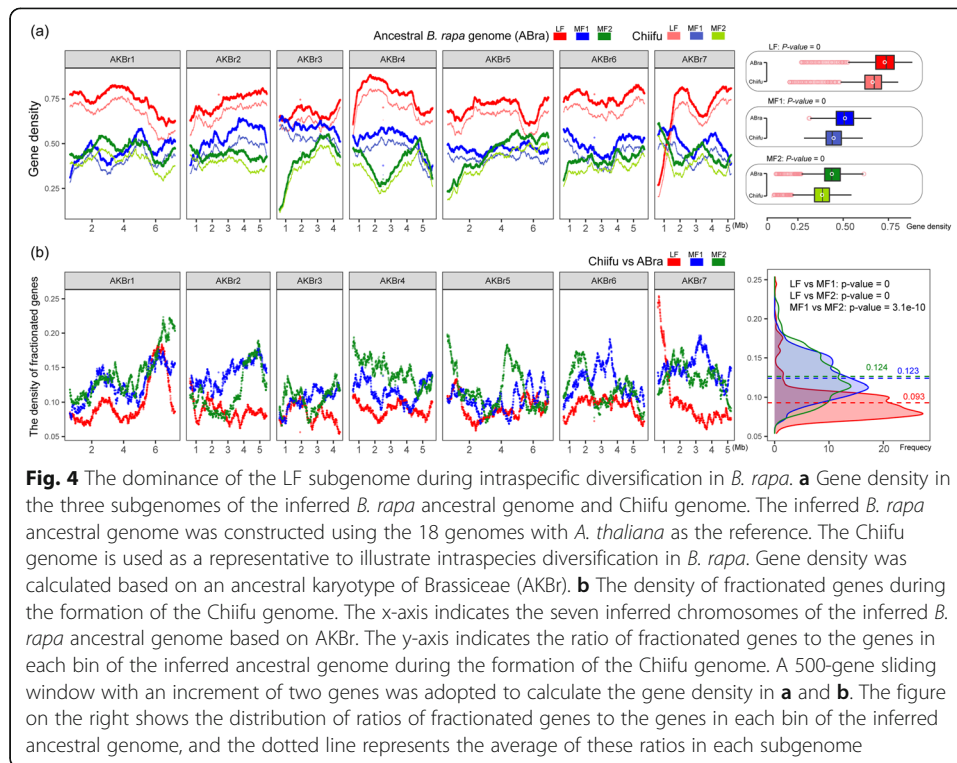 (a)
Ancestral B. rapa genome (ABra) LF MF1 MF2 Chiifu LF MF1 MF2
AKBr1 AKBr2 AKBr3 AKBr4 AKBr5 AKBr6 AKBr7
Gene density
0.75
0.50
0.25
2 4 6 1 2 3 4 5 1 2 3 4 1 2 3 4 5 2 4 6 1 2 3 4 5 1 2 3 4 5 (Mb)
LF: P-value = 0
ABra
Chiifu
MF1: P-value = 0
ABra
Chiifu
MF2: P-value = 0
ABra
Chiifu
0.00 0.25 0.50 0.75 Gene density
(b)
Chiifu vs ABra LF MF1 MF2
AKBr1 AKBr2 AKBr3 AKBr4 AKBr5 AKBr6 AKBr7
The density of fractionated genes
0.25
0.20
0.15
0.10
0.05
2 4 6 1 2 3 4 5 1 2 3 4 1 2 3 4 5 2 4 6 1 2 3 4 5 1 2 3 4 5 (Mb)
LF vs MF1: p-value = 0
LF vs MF2: p-value = 0
MF1 vs MF2: p-value = 3.1e-10
0.25
0.20
0.15
0.10
0.05
0.124
0.123
0.093
0 10 20 Frequecy
Fig. 4 The dominance of the LF subgenome during intraspecific diversification in B. rapa. a Gene density in
the three subgenomes of the inferred B. rapa ancestral genome and Chiifu genome. The inferred B. rapa
ancestral genome was constructed using the 18 genomes with A. thaliana as the reference. The Chiifu
genome is used as a representative to illustrate intraspecies diversification in B. rapa. Gene density was
calculated based on an ancestral karyotype of Brassiceae (AKBr). b The density of fractionated genes during
the formation of the Chiifu genome. The x-axis indicates the seven inferred chromosomes of the inferred B.
rapa ancestral genome based on AKBr. The y-axis indicates the ratio of fractionated genes to the genes in
each bin of the inferred ancestral genome during the formation of the Chiifu genome. A 500-gene sliding
window with an increment of two genes was adopted to calculate the gene density in a and b. The figure
on the right shows the distribution of ratios of fractionated genes to the genes in each bin of the inferred
ancestral genome, and the dotted line represents the average of these ratios in each subgenome